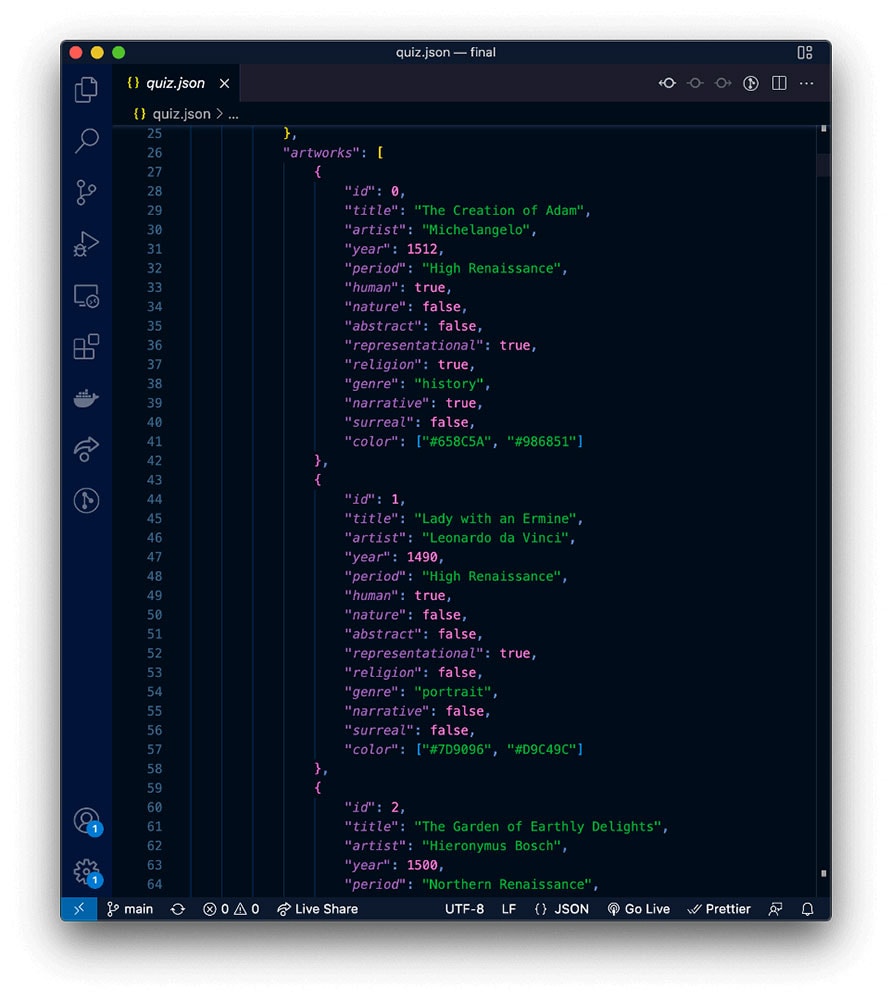 quiz.json — final
{} quiz.json ×
{} quiz.json > ...
25 },
26 "artworks": [
27 {
28 "id": 0,
29 "title": "The Creation of Adam",
30 "artist": "Michelangelo",
31 "year": 1512,
32 "period": "High Renaissance",
33 "human": true,
34 "nature": false,
35 "abstract": false,
36 "representational": true,
37 "religion": true,
38 "genre": "history",
39 "narrative": true,
40 "surreal": false,
41 "color": ["#658C5A", "#986851"]
42 },
43 {
44 "id": 1,
45 "title": "Lady with an Ermine",
46 "artist": "Leonardo da Vinci",
47 "year": 1490,
48 "period": "High Renaissance",
49 "human": true,
50 "nature": false,
51 "abstract": false,
52 "representational": true,
53 "religion": false,
54 "genre": "portrait",
55 "narrative": false,
56 "surreal": false,
57 "color": ["#7D9096", "#D9C49C"]
58 },
59 {
60 "id": 2,
61 "title": "The Garden of Earthly Delights",
62 "artist": "Hieronymus Bosch",
63 "year": 1500,
64 "period": "Northern Renaissance",
1
1
main 0 0 Live Share UTF-8 LF {} JSON Go Live Prettier